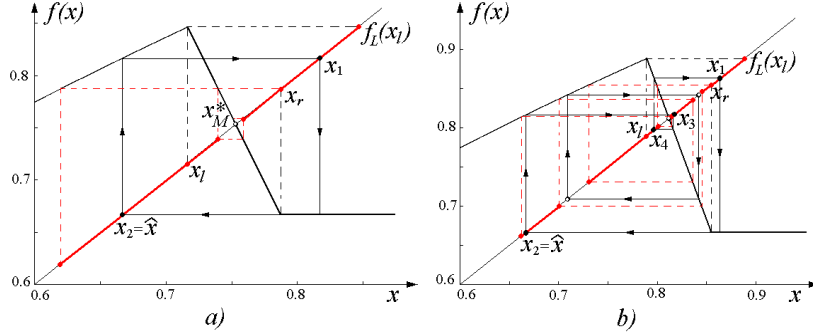 f(x)
f_L(x_l)
0.8
x_1
x_r
x*_M
0.7
x_l
x_2=x̂
0.6
0.6
0.7
0.8
x
a)
f(x)
0.9
f_L(x_l)
x_1
x_r
0.8
x_l
x_3
x_4
0.7
x_2=x̂
0.6
0.6
0.7
0.8
0.9
x
b)